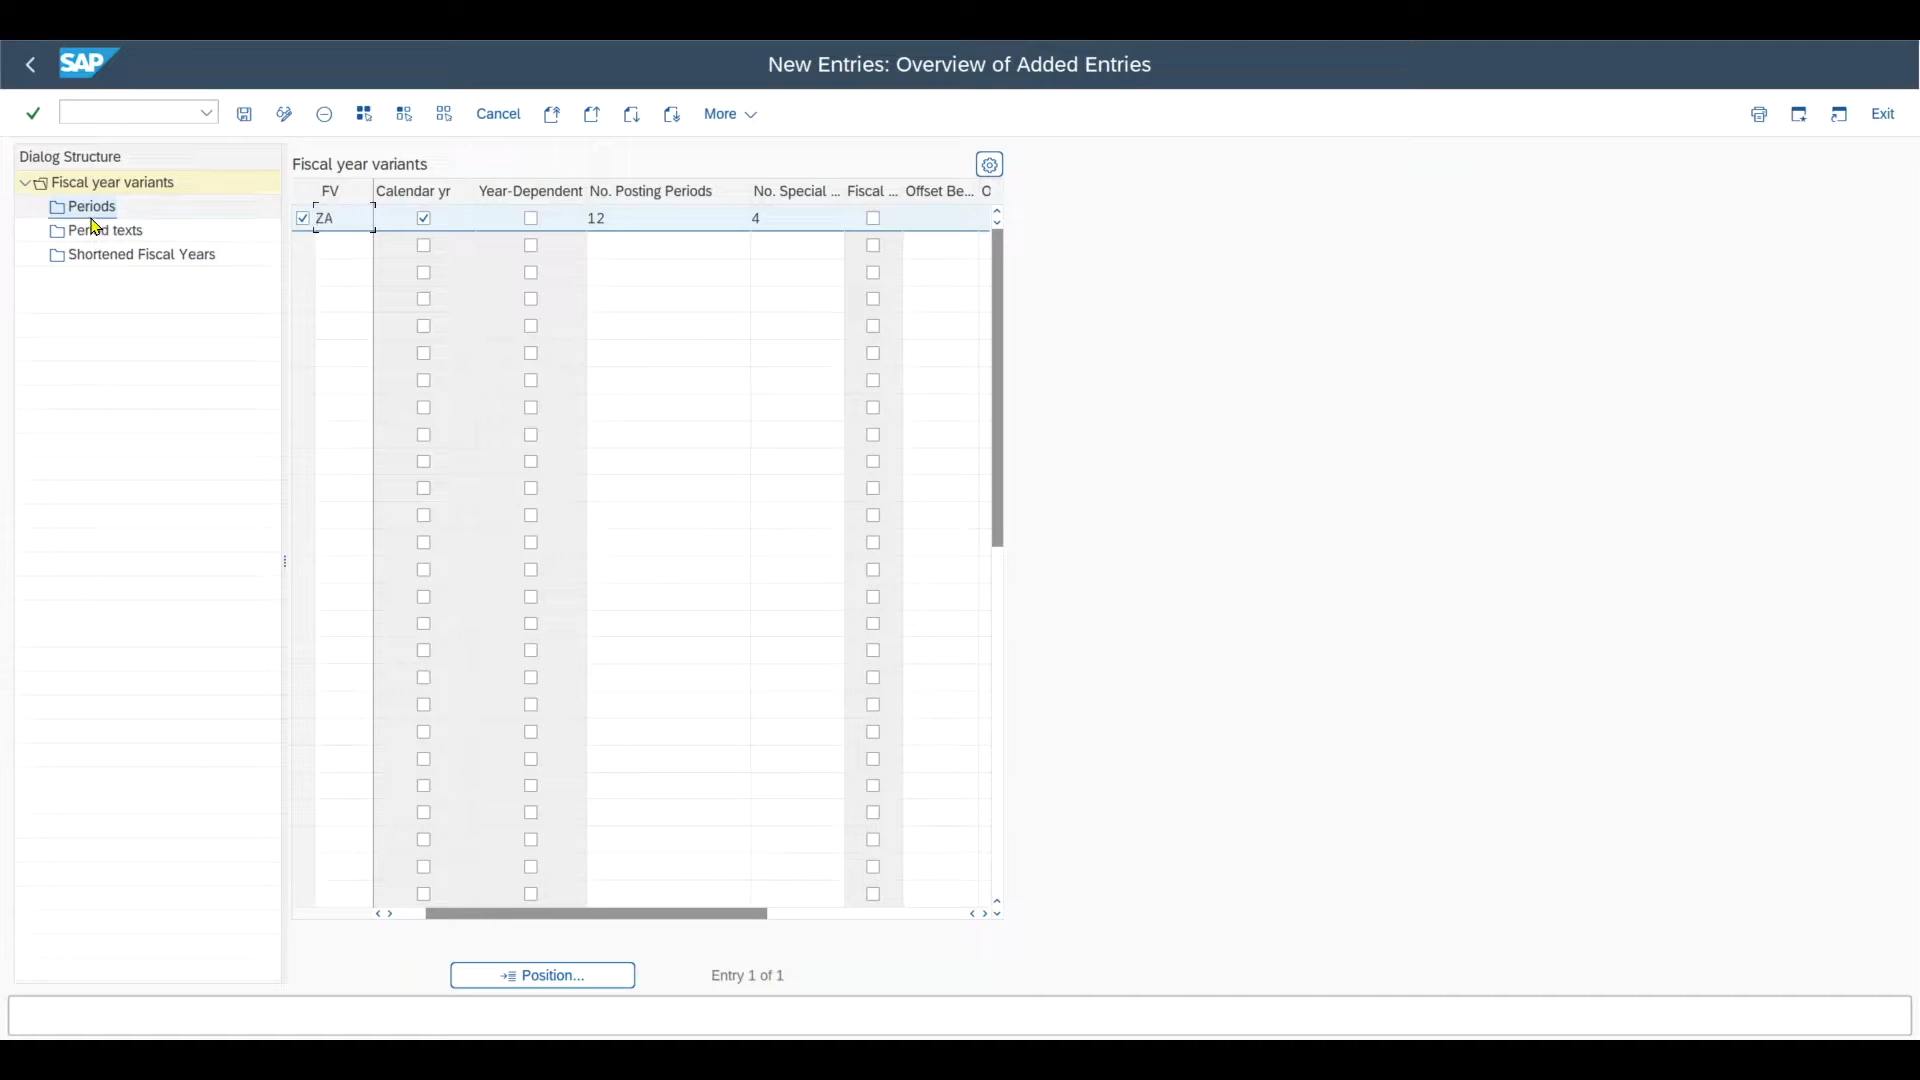 SAP
New Entries: Overview of Added Entries
Cancel
More
Exit
Dialog Structure
Fiscal year variants
Periods
Period texts
Shortened Fiscal Years
Fiscal year variants
FV Calendar yr Year-Dependent No. Posting Periods No. Special ... Fiscal ... Offset Be... O
ZA 12 4
Position...
Entry 1 of 1